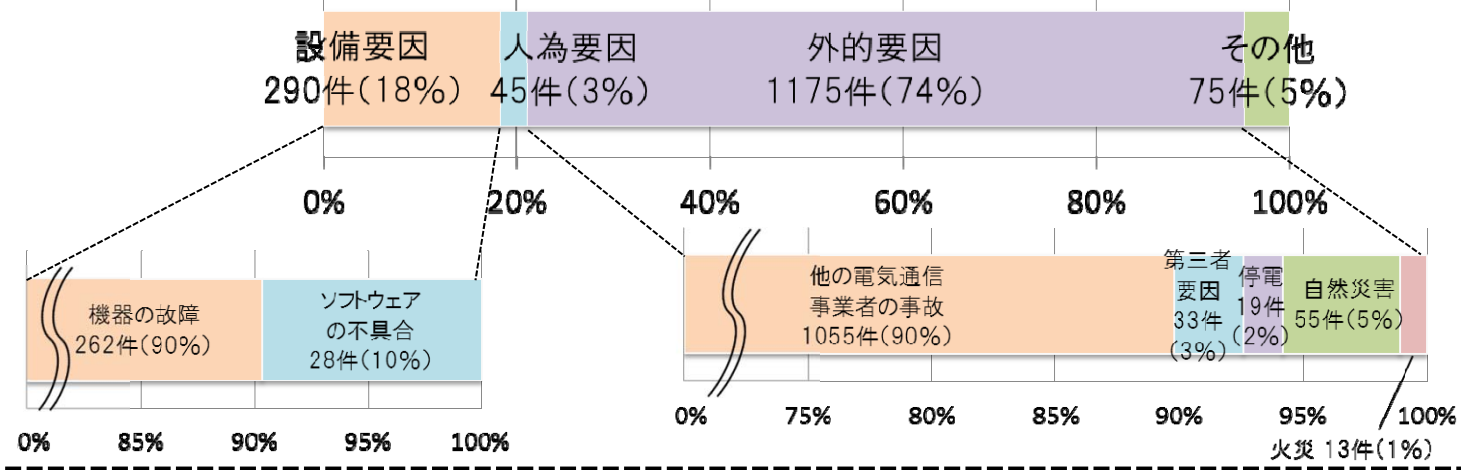 設備要因
290件(18%)
人為要因
45件(3%)
外的要因
1175件(74%)
その他
75件(5%)
0%
20%
40%
60%
80%
100%
機器の故障
262件(90%)
ソフトウェア
の不具合
28件(10%)
0%
85%
90%
95%
100%
他の電気通信
事業者の事故
1055件(90%)
第三者
要因
33件
(3%)
停電
19件
(2%)
自然災害
55件(5%)
0%
75%
80%
85%
90%
95%
100%
火災 13件(1%)